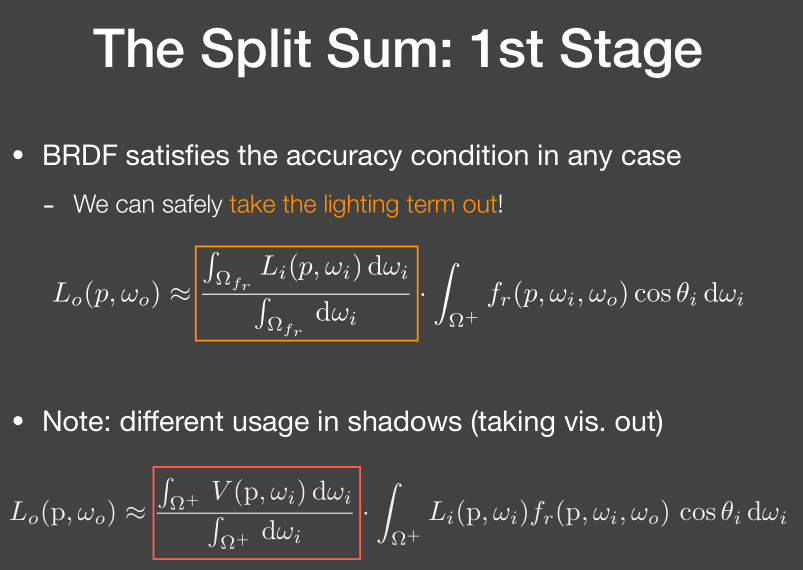 The Split Sum: 1st Stage
• BRDF satisfies the accuracy condition in any case
- We can safely take the lighting term out!
$L_o(p, \omega_o) \approx \frac{\int_{\Omega_{f_r}} L_i(p, \omega_i) \, \mathrm{d}\omega_i}{\int_{\Omega_{f_r}} \mathrm{d}\omega_i} \cdot \int_{\Omega^+} f_r(p, \omega_i, \omega_o) \cos\theta_i \, \mathrm{d}\omega_i$
• Note: different usage in shadows (taking vis. out)
$L_o(\mathrm{p}, \omega_o) \approx \frac{\int_{\Omega^+} V(\mathrm{p}, \omega_i) \, \mathrm{d}\omega_i}{\int_{\Omega^+} \mathrm{d}\omega_i} \cdot \int_{\Omega^+} L_i(\mathrm{p}, \omega_i) f_r(\mathrm{p}, \omega_i, \omega_o) \cos\theta_i \, \mathrm{d}\omega_i$